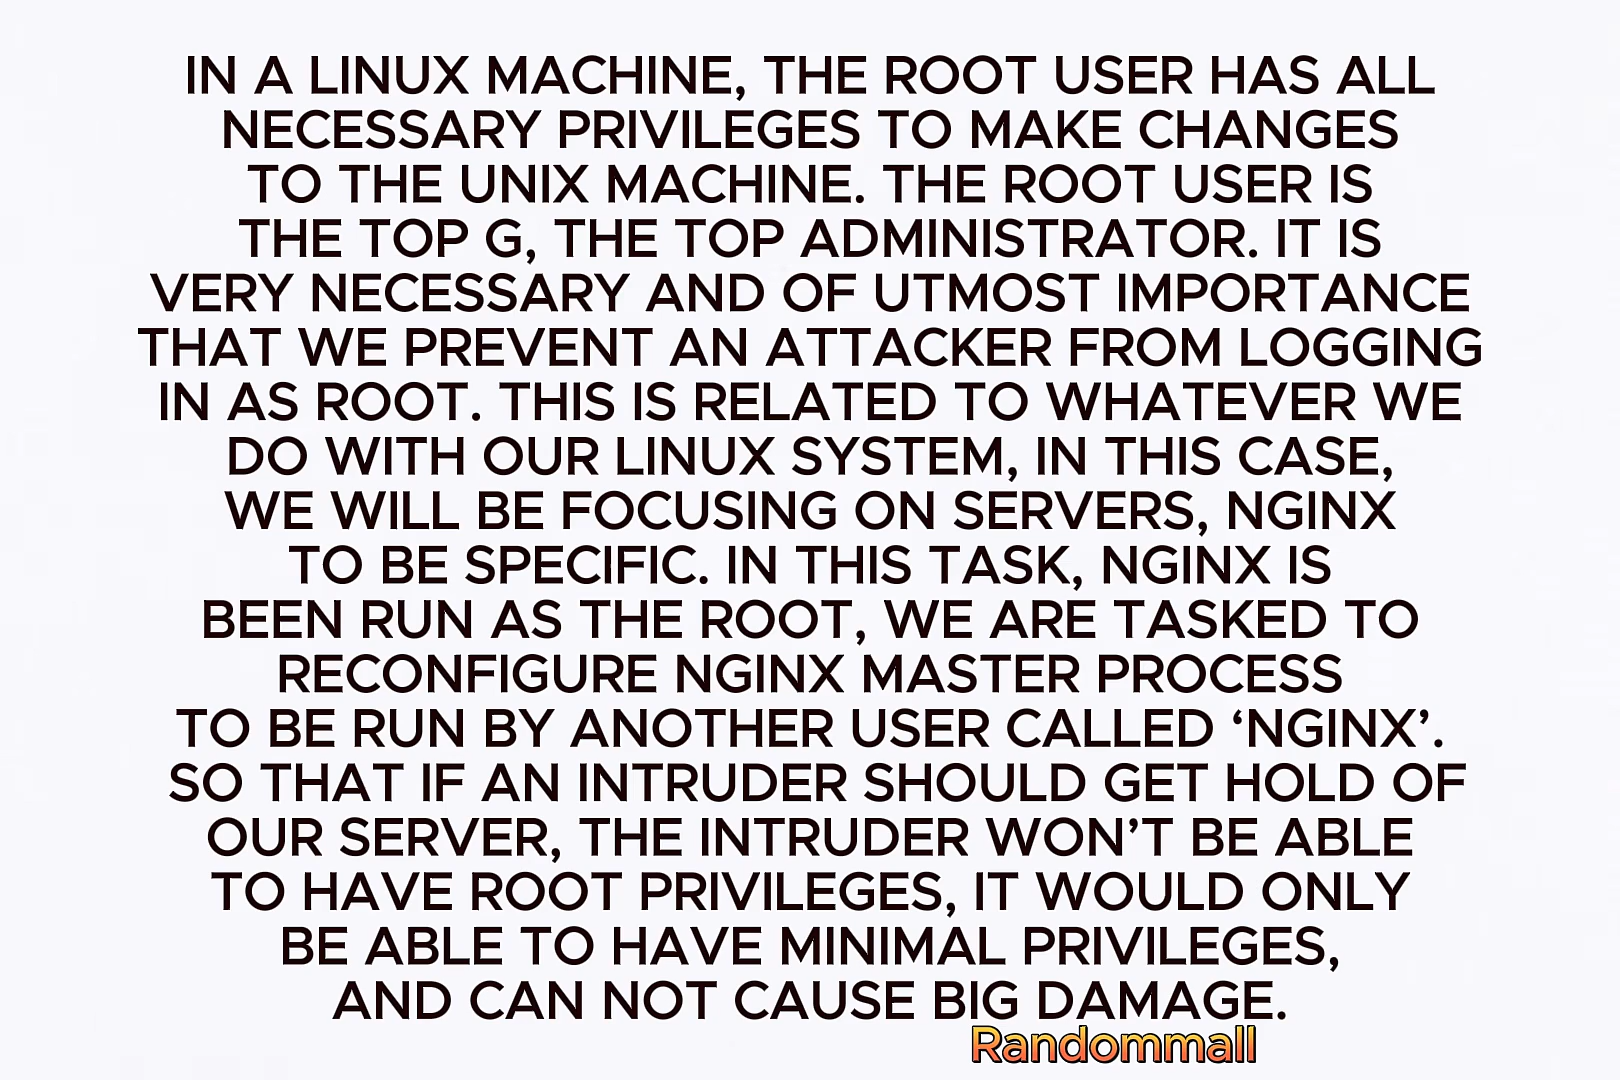 IN A LINUX MACHINE, THE ROOT USER HAS ALL
NECESSARY PRIVILEGES TO MAKE CHANGES
TO THE UNIX MACHINE. THE ROOT USER IS
THE TOP G, THE TOP ADMINISTRATOR. IT IS
VERY NECESSARY AND OF UTMOST IMPORTANCE
THAT WE PREVENT AN ATTACKER FROM LOGGING
IN AS ROOT. THIS IS RELATED TO WHATEVER WE
DO WITH OUR LINUX SYSTEM, IN THIS CASE,
WE WILL BE FOCUSING ON SERVERS, NGINX
TO BE SPECIFIC. IN THIS TASK, NGINX IS
BEEN RUN AS THE ROOT, WE ARE TASKED TO
RECONFIGURE NGINX MASTER PROCESS
TO BE RUN BY ANOTHER USER CALLED ‘NGINX’.
SO THAT IF AN INTRUDER SHOULD GET HOLD OF
OUR SERVER, THE INTRUDER WON’T BE ABLE
TO HAVE ROOT PRIVILEGES, IT WOULD ONLY
BE ABLE TO HAVE MINIMAL PRIVILEGES,
AND CAN NOT CAUSE BIG DAMAGE.
Randommall